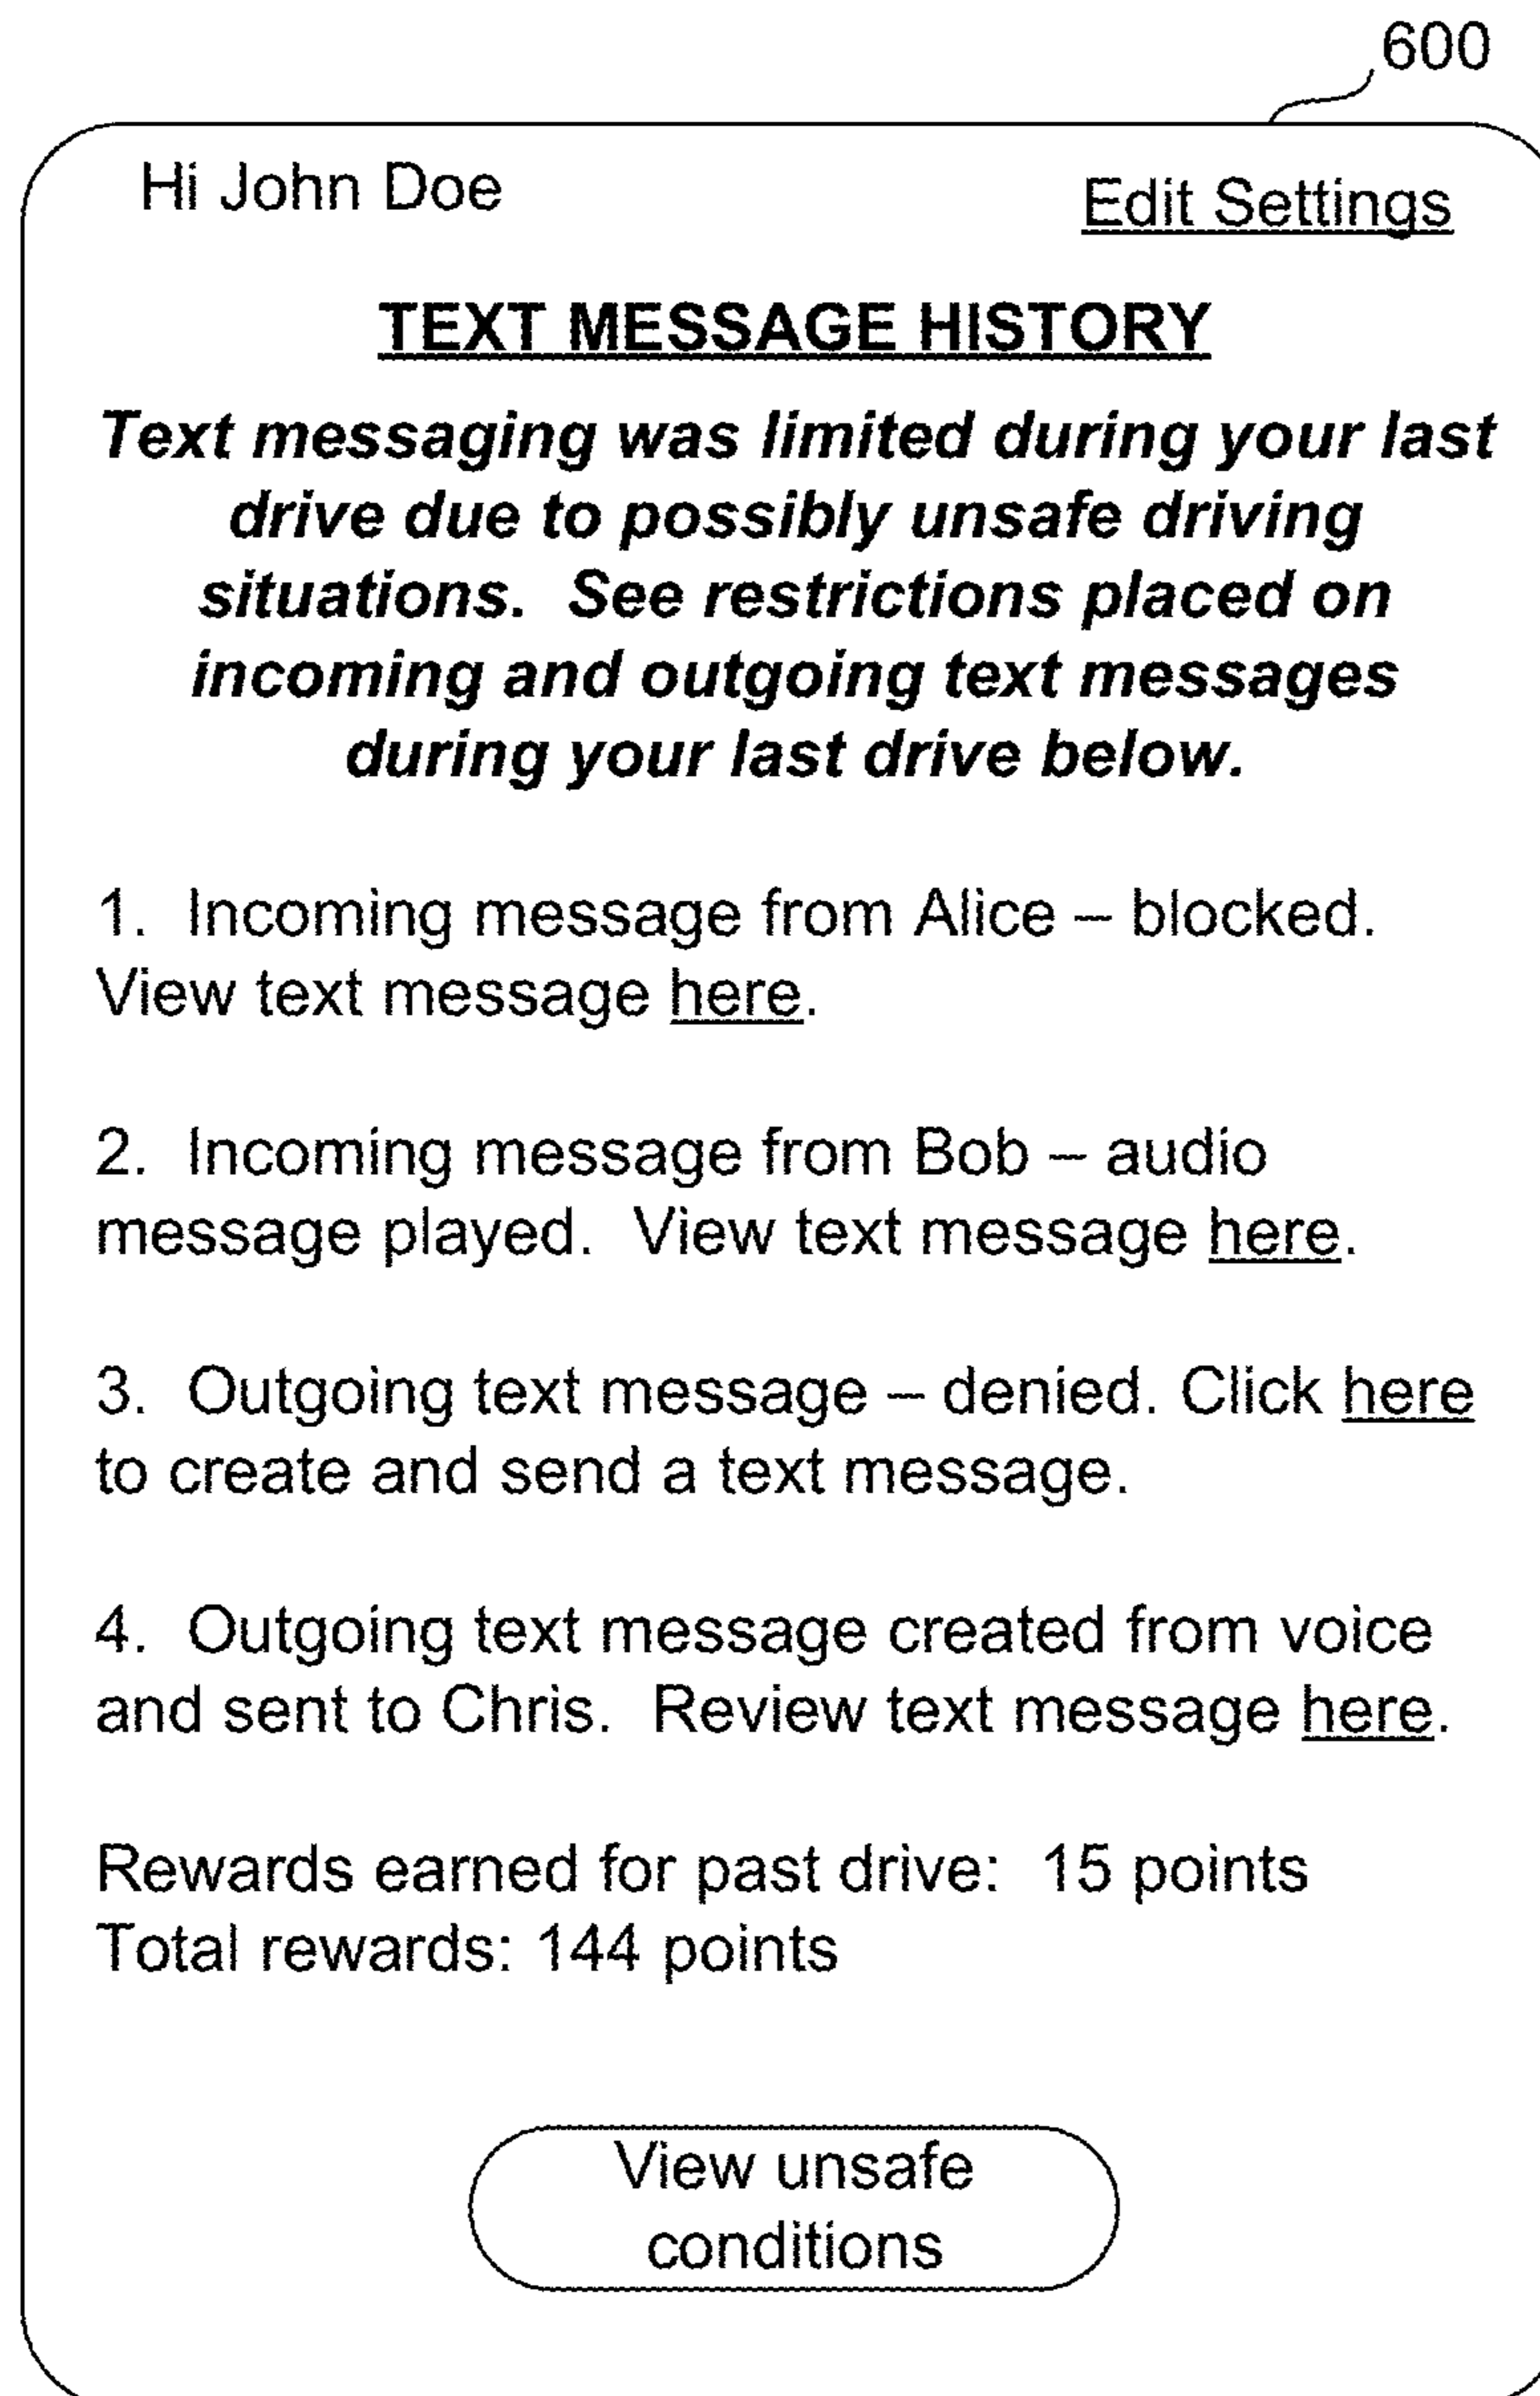 600
Hi John Doe
Edit Settings
TEXT MESSAGE HISTORY
Text messaging was limited during your last
drive due to possibly unsafe driving
situations.  See restrictions placed on
incoming and outgoing text messages
during your last drive below.
1.  Incoming message from Alice – blocked.
View text message here.
2.  Incoming message from Bob – audio
message played.  View text message here.
3.  Outgoing text message – denied. Click here
to create and send a text message.
4.  Outgoing text message created from voice
and sent to Chris.  Review text message here.
Rewards earned for past drive:  15 points
Total rewards: 144 points
View unsafe
conditions